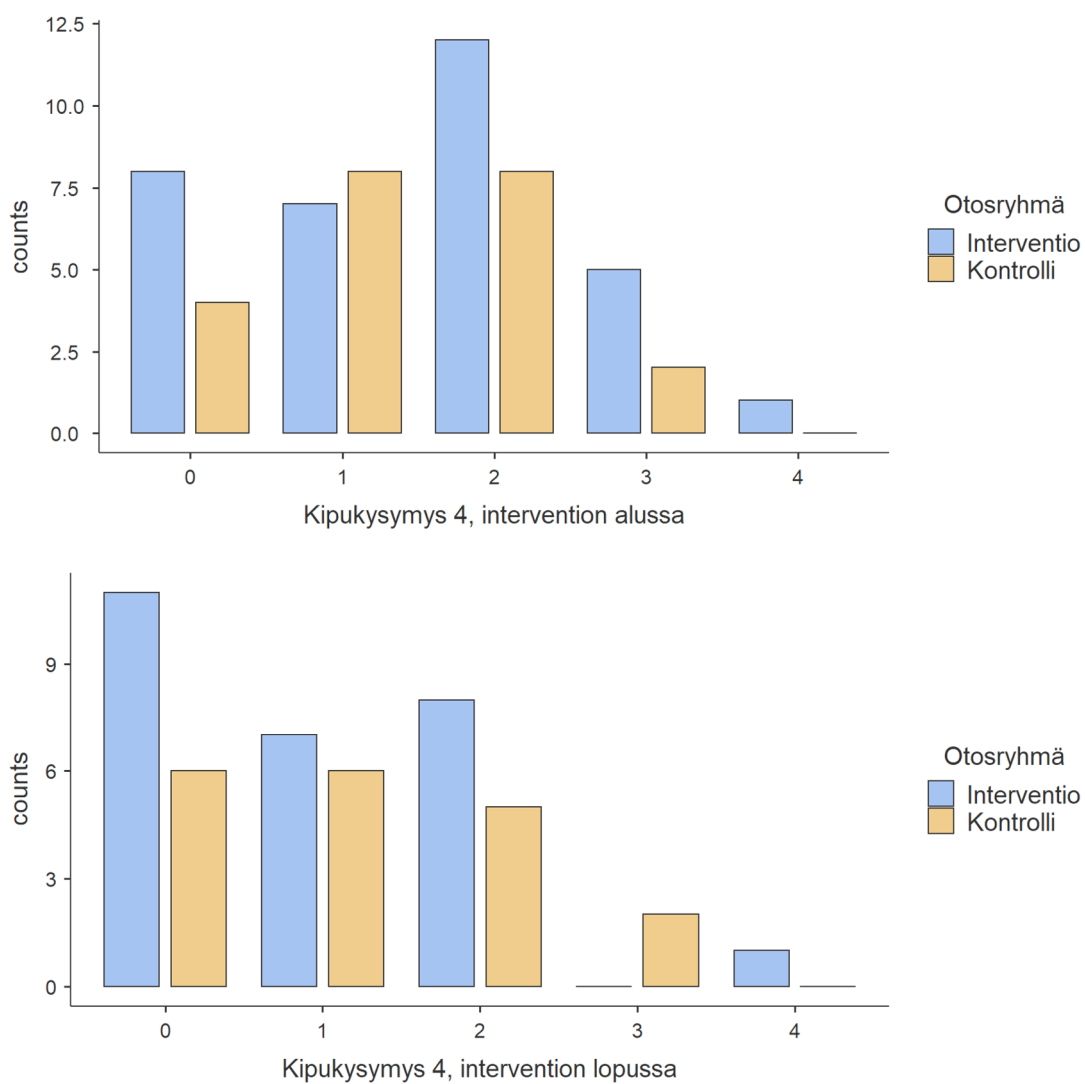 12.5
10.0
7.5
5.0
2.5
0.0
counts
0 1 2 3 4
Kipukysymys 4, intervention alussa
Otosryhmä
Interventio
Kontrolli
9
6
3
0
counts
0 1 2 3 4
Kipukysymys 4, intervention lopussa
Otosryhmä
Interventio
Kontrolli